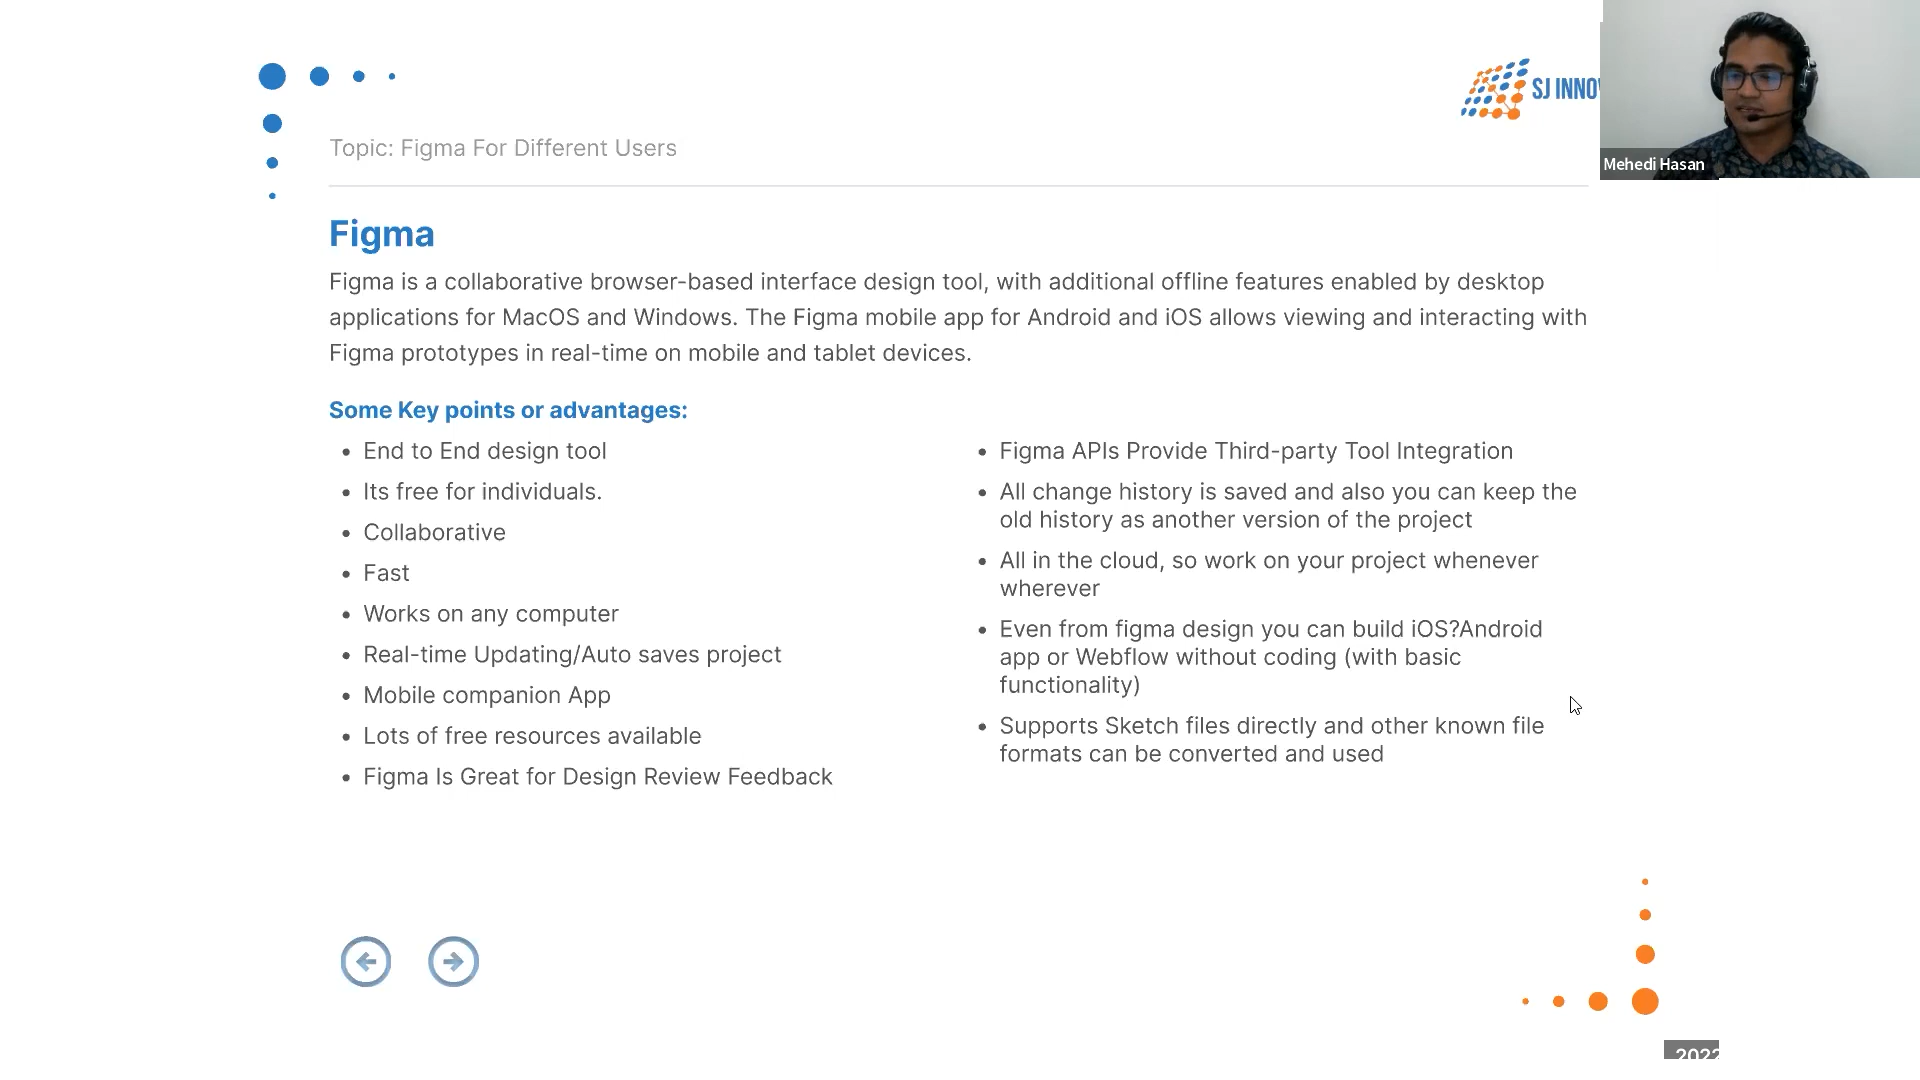 SJ INNO
Mehedi Hasan
Topic: Figma For Different Users
Figma
Figma is a collaborative browser-based interface design tool, with additional offline features enabled by desktop
applications for MacOS and Windows. The Figma mobile app for Android and iOS allows viewing and interacting with
Figma prototypes in real-time on mobile and tablet devices.
Some Key points or advantages:
• End to End design tool
• Its free for individuals.
• Collaborative
• Fast
• Works on any computer
• Real-time Updating/Auto saves project
• Mobile companion App
• Lots of free resources available
• Figma Is Great for Design Review Feedback
• Figma APIs Provide Third-party Tool Integration
• All change history is saved and also you can keep the
old history as another version of the project
• All in the cloud, so work on your project whenever
wherever
• Even from figma design you can build iOS?Android
app or Webflow without coding (with basic
functionality)
• Supports Sketch files directly and other known file
formats can be converted and used
2022